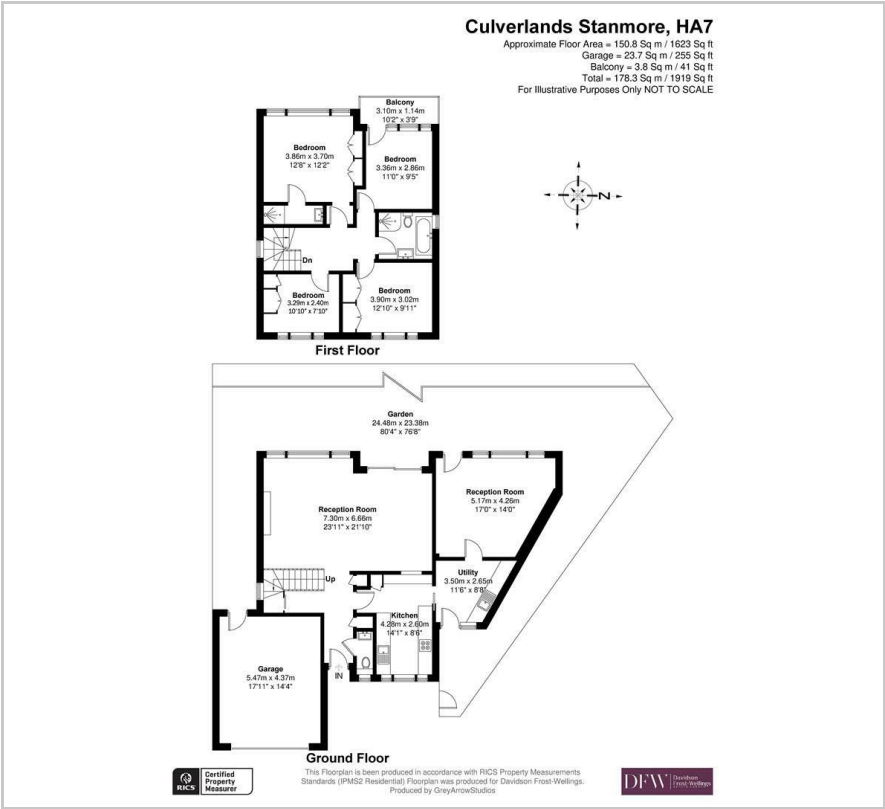 Culverlands Stanmore, HA7
Approximate Floor Area = 150.8 Sq m / 1623 Sq ft
Garage = 23.7 Sq m / 255 Sq ft
Balcony = 3.8 Sq m / 41 Sq ft
Total = 178.3 Sq m / 1919 Sq ft
For Illustrative Purposes Only NOT TO SCALE
Balcony
3.10m x 1.14m
10'2" x 3'9"
Bedroom
3.86m x 3.70m
12'8" x 12'2"
Bedroom
3.36m x 2.86m
11'0" x 9'5"
N
Dn
Bedroom
3.29m x 2.40m
10'10" x 7'10"
Bedroom
3.90m x 3.02m
12'10" x 9'11"
First Floor
Garden
24.48m x 23.38m
80'4" x 76'8"
Reception Room
7.30m x 6.66m
23'11" x 21'10"
Reception Room
5.17m x 4.26m
17'0" x 14'0"
Up
Utility
3.50m x 2.65m
11'6" x 8'8"
Kitchen
4.28m x 2.60m
14'1" x 8'6"
Garage
5.47m x 4.37m
17'11" x 14'4"
IN
Ground Floor
RICS
Certified
Property
Measurer
This Floorplan is been produced in accordance with RICS Property Measurements
Standards (IPMS2 Residential) Floorplan was produced for Davidson Frost-Wellings.
Produced by GreyArrowStudios
DFW
Davidson
Frost-Wellings